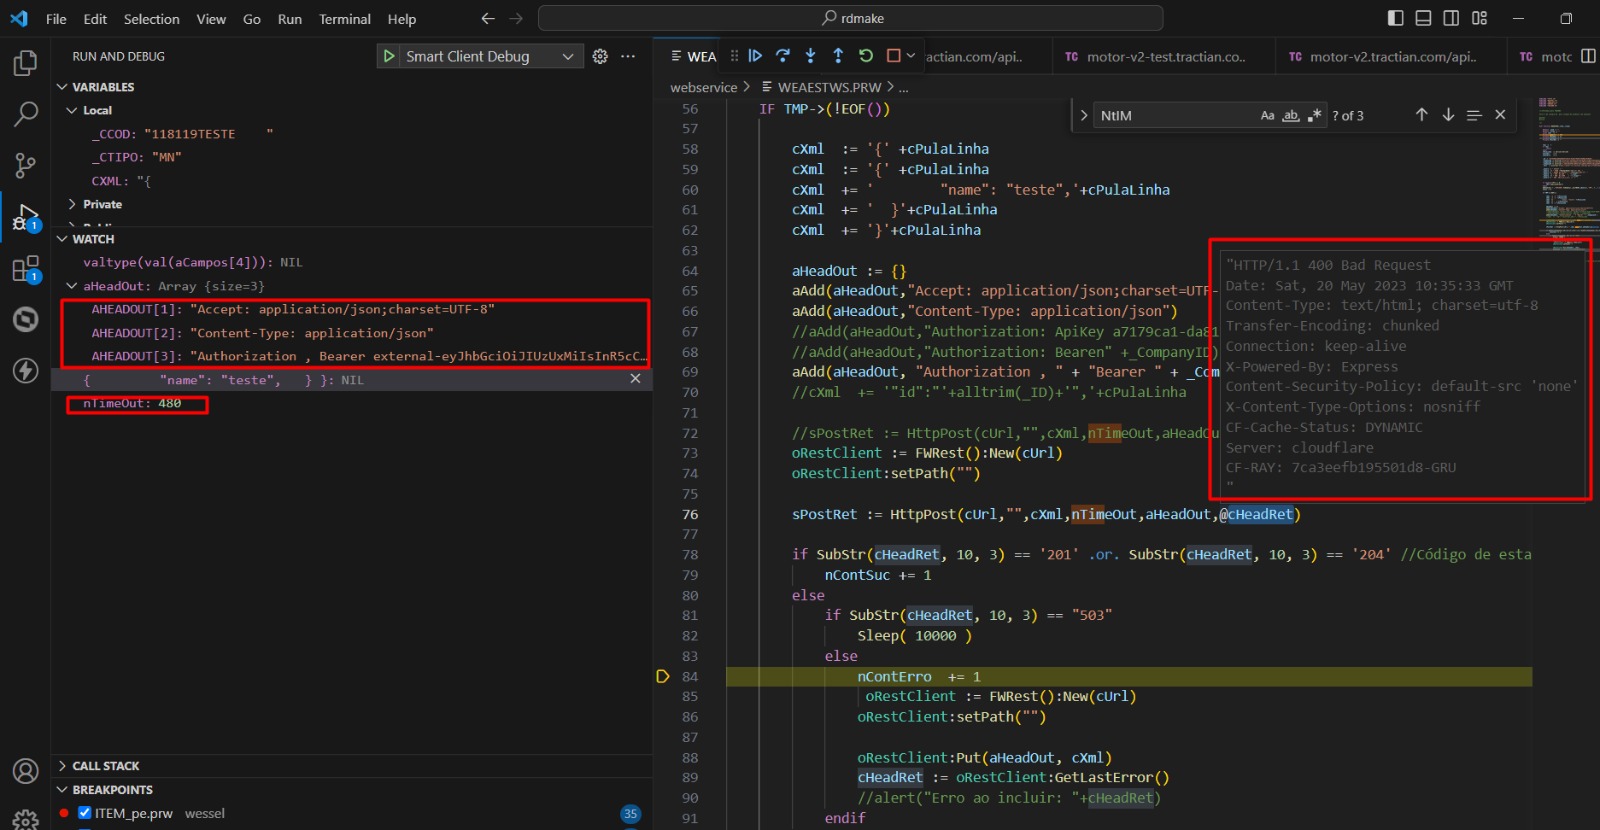 File Edit Selection View Go Run Terminal Help
rdmake
RUN AND DEBUG
Smart Client Debug
VARIABLES
Local
_CCOD: "118119TESTE    "
_CTIPO: "MN"
CXML: "{
Private
WATCH
valtype(val(aCampos[4])): NIL
aHeadOut: Array {size=3}
AHEADOUT[1]: "Accept: application/json;charset=UTF-8"
AHEADOUT[2]: "Content-Type: application/json"
AHEADOUT[3]: "Authorization , Bearer external-eyJhbGciOiJIUzUxMiIsInR5cC...
{         "name": "teste",   } }: NIL
nTimeOut: 480
CALL STACK
BREAKPOINTS
ITEM_pe.prw wessel 35
1
1
WEA
ractian.com/api..
TC motor-v2-test.tractian.co..
TC motor-v2.tractian.com/api..
TC motc
webservice > WEAESTWS.PRW > ...
NtIM Aa ab ? of 3
56 IF TMP->(!EOF())
57
58 cXml := '{' +cPulaLinha
59 cXml := '{' +cPulaLinha
60 cXml += '        "name": "teste",'+cPulaLinha
61 cXml += '  }'+cPulaLinha
62 cXml += '}'+cPulaLinha
63
64 aHeadOut := {}
65 aAdd(aHeadOut,"Accept: application/json;charset=UTF-
66 aAdd(aHeadOut,"Content-Type: application/json")
67 //aAdd(aHeadOut,"Authorization: ApiKey a7179ca1-da81
68 //aAdd(aHeadOut,"Authorization: Bearen" +_CompanyID)
69 aAdd(aHeadOut, "Authorization , " + "Bearer " + _Com
70 //cXml += '"id":"'+alltrim(_ID)+'",'+cPulaLinha
71
72 //sPostRet := HttpPost(cUrl,"",cXml,nTimeOut,aHeadOu
73 oRestClient := FWRest():New(cUrl)
74 oRestClient:setPath("")
75
76 sPostRet := HttpPost(cUrl,"",cXml,nTimeOut,aHeadOut,@cHeadRet)
77
78 if SubStr(cHeadRet, 10, 3) == '201' .or. SubStr(cHeadRet, 10, 3) == '204' //Código de esta
79 nContSuc += 1
80 else
81 if SubStr(cHeadRet, 10, 3) == "503"
82 Sleep( 10000 )
83 else
84 nContErro  += 1
85 oRestClient := FWRest():New(cUrl)
86 oRestClient:setPath("")
87
88 oRestClient:Put(aHeadOut, cXml)
89 cHeadRet := oRestClient:GetLastError()
90 //alert("Erro ao incluir: "+cHeadRet)
91 endif
"HTTP/1.1 400 Bad Request
Date: Sat, 20 May 2023 10:35:33 GMT
Content-Type: text/html; charset=utf-8
Transfer-Encoding: chunked
Connection: keep-alive
X-Powered-By: Express
Content-Security-Policy: default-src 'none'
X-Content-Type-Options: nosniff
CF-Cache-Status: DYNAMIC
Server: cloudflare
CF-RAY: 7ca3eefb195501d8-GRU
"